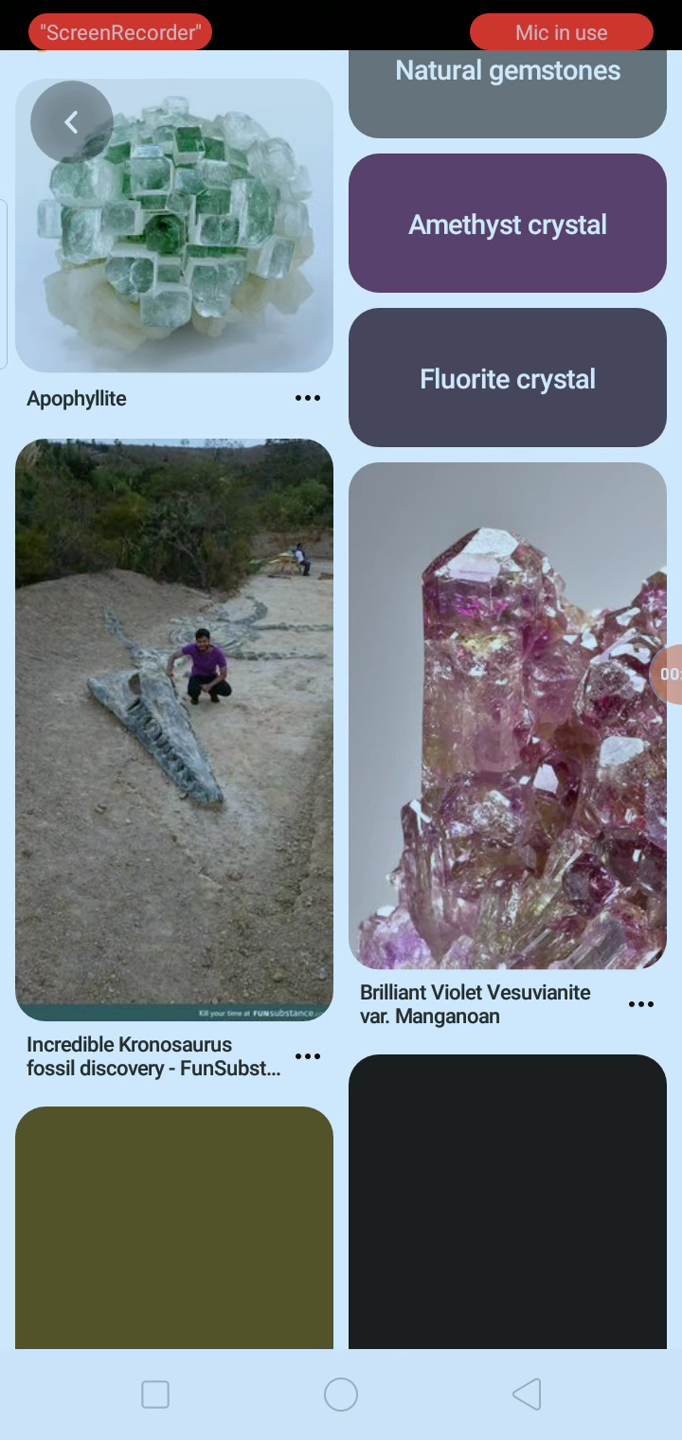 "ScreenRecorder"
Mic in use
Natural gemstones
Amethyst crystal
Fluorite crystal
Apophyllite
Kill your time at FUNsubstance.
Incredible Kronosaurus
fossil discovery - FunSubst...
Brilliant Violet Vesuvianite
var. Manganoan
00: